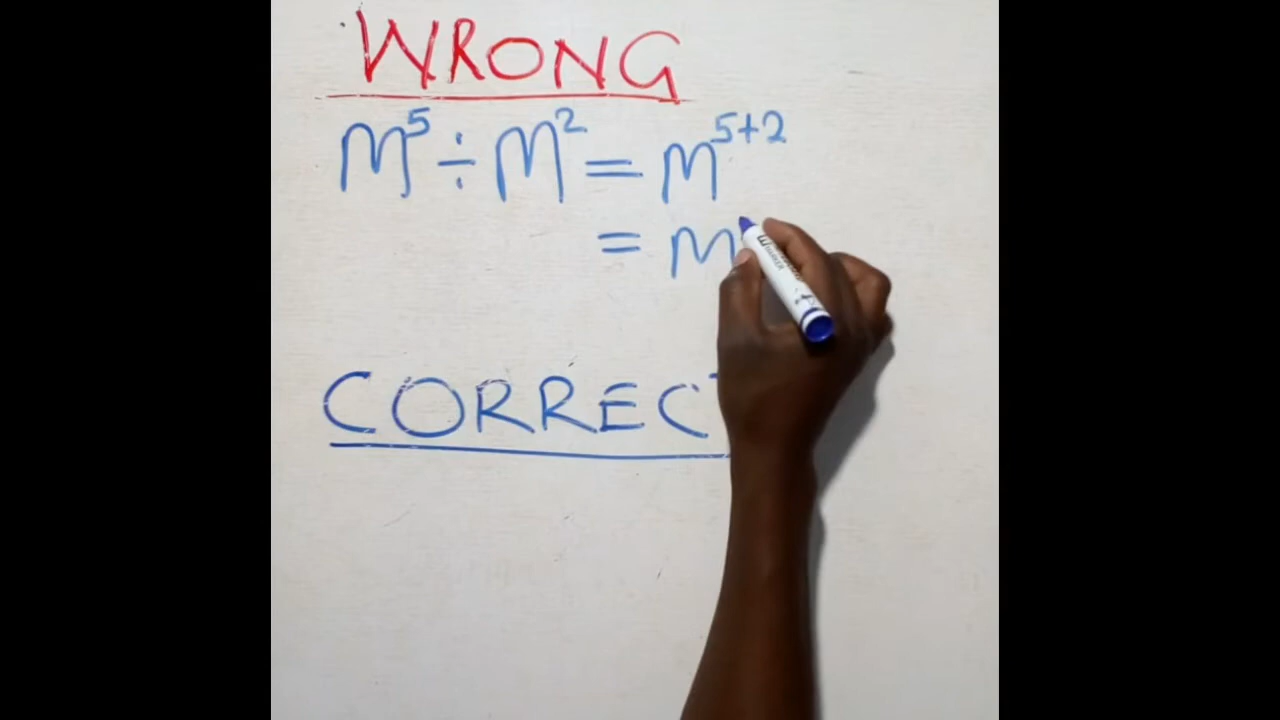 WRONG
m⁵ ÷ m² = m⁵⁺²
= m
CORREC